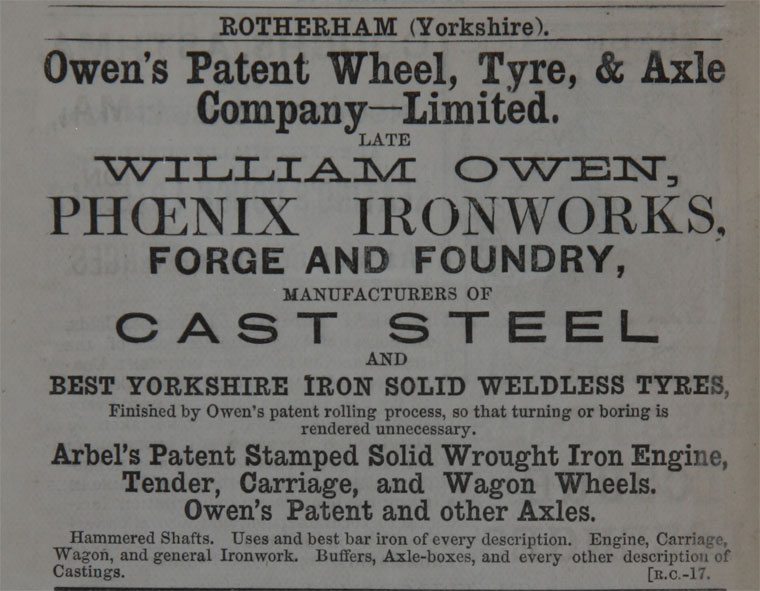 ROTHERHAM (Yorkshire).
Owen's Patent Wheel, Tyre, & Axle
Company—Limited.
LATE
WILLIAM OWEN,
PHŒNIX IRONWORKS,
FORGE AND FOUNDRY,
MANUFACTURERS OF
CAST STEEL
AND
BEST YORKSHIRE IRON SOLID WELDLESS TYRES,
Finished by Owen's patent rolling process, so that turning or boring is
rendered unnecessary.
Arbel's Patent Stamped Solid Wrought Iron Engine,
Tender, Carriage, and Wagon Wheels.
Owen's Patent and other Axles.
Hammered Shafts. Uses and best bar iron of every description. Engine, Carriage,
Wagon, and general Ironwork. Buffers, Axle-boxes, and every other description of
Castings. [R.C.-17.